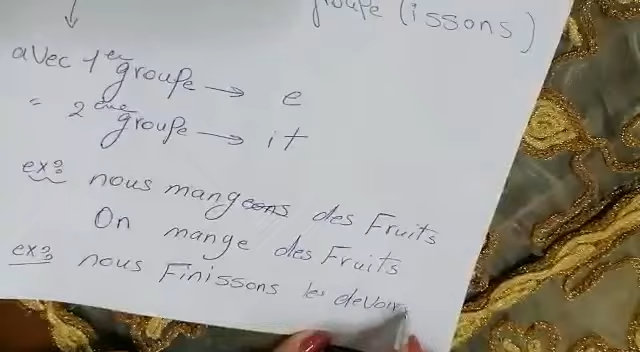 groupe (issons)
avec 1er groupe → e
" 2ème groupe → it
ex: nous mangeons des Fruits
On mange des Fruits
ex: nous Finissons les devoirs